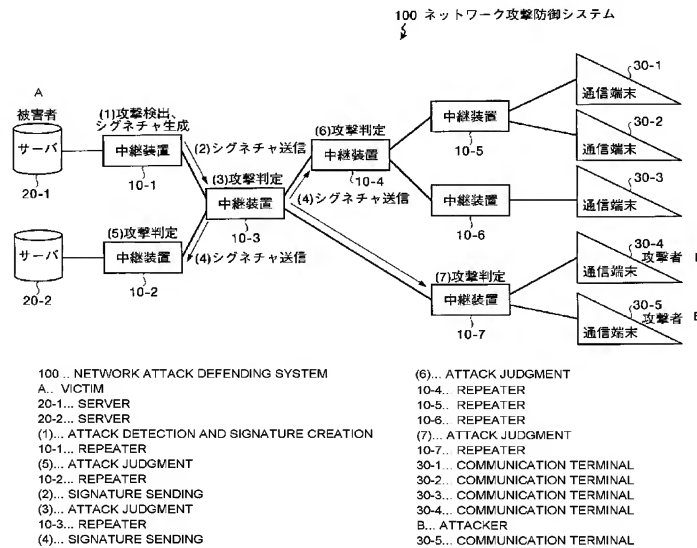 100 ネットワーク攻撃防御システム
A
被害者
サーバ
20-1
(1)攻撃検出、
シグネチャ生成
中継装置
10-1
(2)シグネチャ送信
(3)攻撃判定
中継装置
10-3
(4)シグネチャ送信
(6)攻撃判定
中継装置
10-4
(4)シグネチャ送信
サーバ
20-2
(5)攻撃判定
中継装置
10-2
中継装置
10-5
中継装置
10-6
(7)攻撃判定
中継装置
10-7
30-1
通信端末
30-2
通信端末
30-3
通信端末
30-4
攻撃者
通信端末
30-5
攻撃者 B
通信端末
100... NETWORK ATTACK DEFENDING SYSTEM
A... VICTIM
20-1... SERVER
20-2... SERVER
(1)... ATTACK DETECTION AND SIGNATURE CREATION
10-1... REPEATER
(5)... ATTACK JUDGMENT
10-2... REPEATER
(2)... SIGNATURE SENDING
(3)... ATTACK JUDGMENT
10-3... REPEATER
(4)... SIGNATURE SENDING
(6)... ATTACK JUDGMENT
10-4... REPEATER
10-5... REPEATER
10-6... REPEATER
(7)... ATTACK JUDGMENT
10-7... REPEATER
30-1... COMMUNICATION TERMINAL
30-2... COMMUNICATION TERMINAL
30-3... COMMUNICATION TERMINAL
30-4... COMMUNICATION TERMINAL
B... ATTACKER
30-5... COMMUNICATION TERMINAL